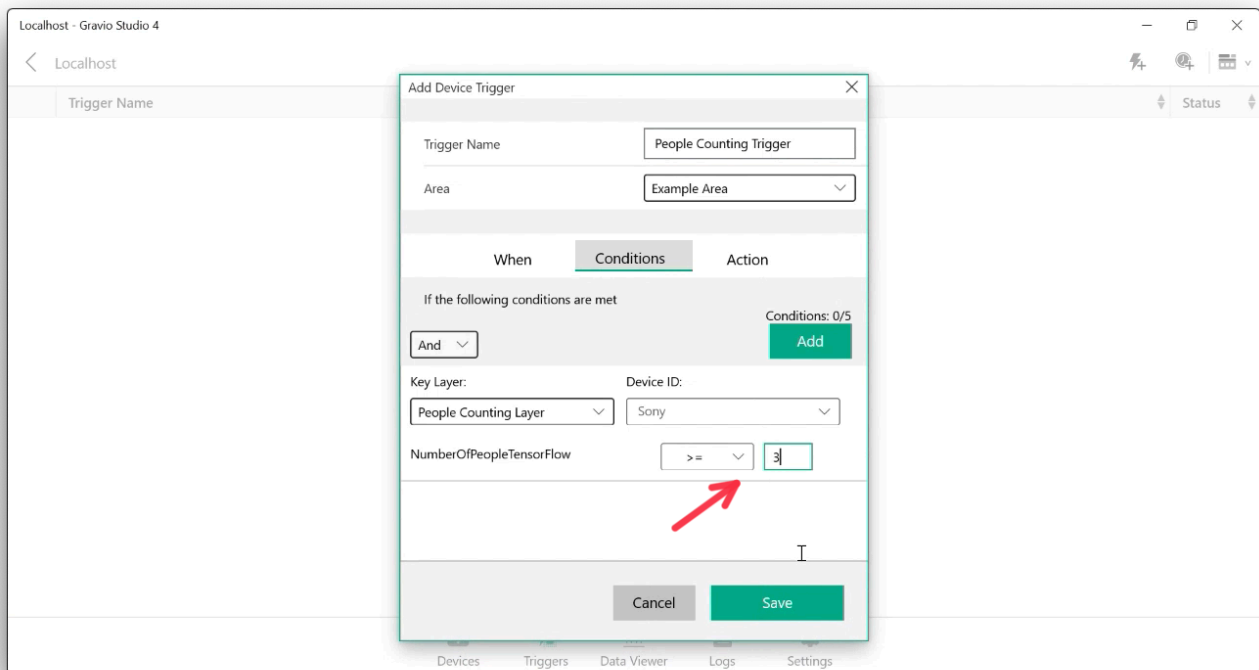 Localhost - Gravio Studio 4
Localhost
Trigger Name
Status
Add Device Trigger
Trigger Name
People Counting Trigger
Area
Example Area
When
Conditions
Action
If the following conditions are met
Conditions: 0/5
And
Add
Key Layer:
Device ID:
People Counting Layer
Sony
NumberOfPeopleTensorFlow
>=
3
Cancel
Save
Devices
Triggers
Data Viewer
Logs
Settings